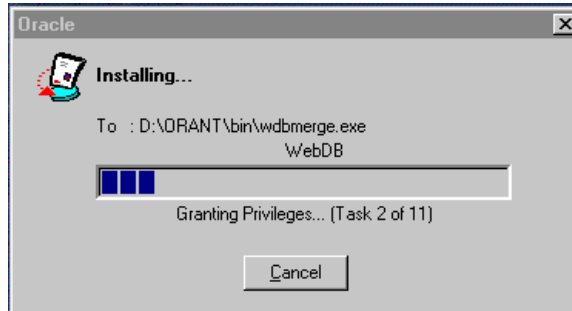 Oracle
Installing...
To : D:\ORANT\bin\wdbmerge.exe
WebDB
Granting Privileges... (Task 2 of 11)
Cancel